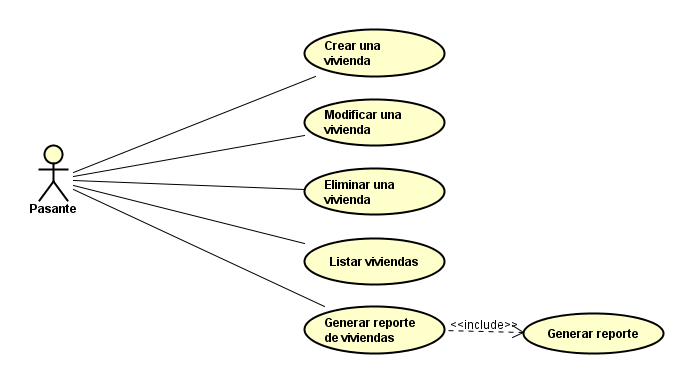 Crear una
vivienda
Modificar una
vivienda
Eliminar una
vivienda
Pasante
Listar viviendas
Generar reporte
de viviendas
<<include>>
Generar reporte